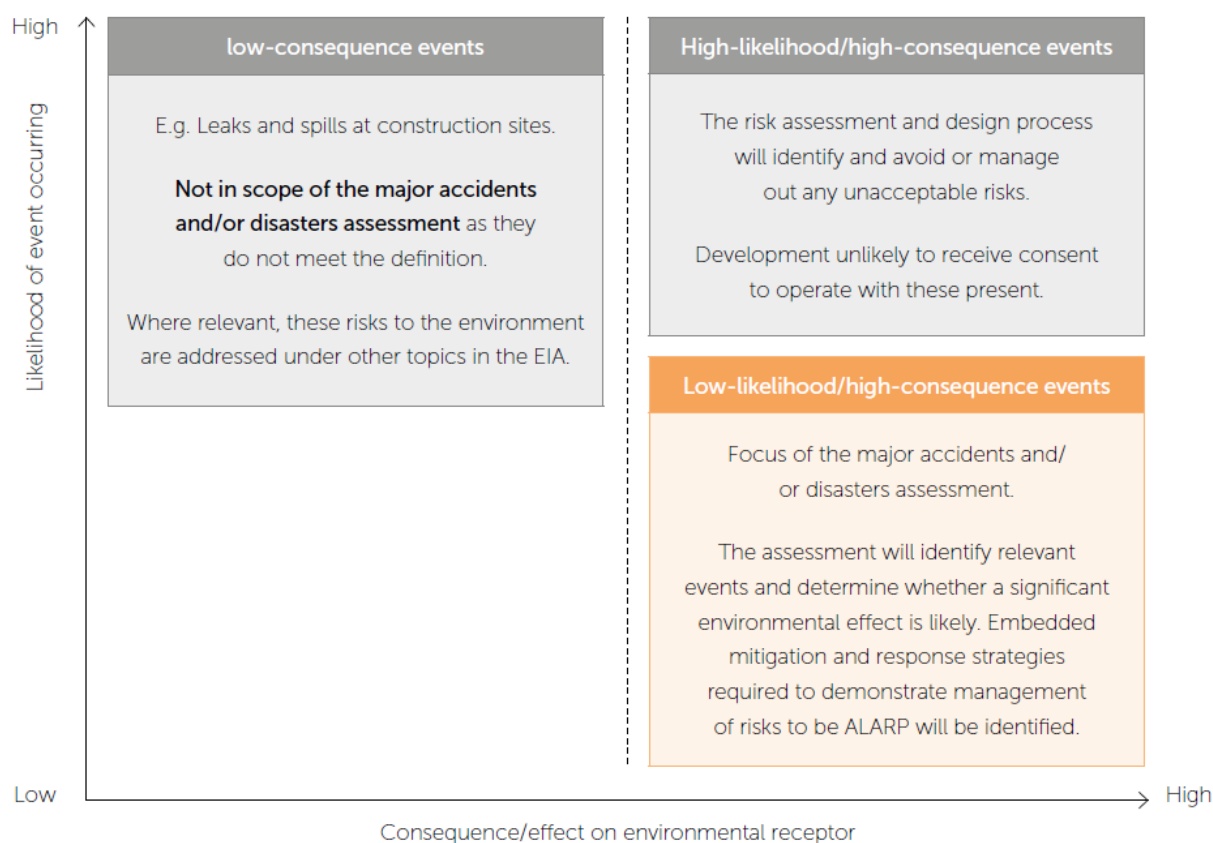 High
Likelihood of event occurring
low-consequence events
E.g. Leaks and spills at construction sites.
Not in scope of the major accidents
and/or disasters assessment as they
do not meet the definition.
Where relevant, these risks to the environment
are addressed under other topics in the EIA.
High-likelihood/high-consequence events
The risk assessment and design process
will identify and avoid or manage
out any unacceptable risks.
Development unlikely to receive consent
to operate with these present.
Low-likelihood/high-consequence events
Focus of the major accidents and/
or disasters assessment.
The assessment will identify relevant
events and determine whether a significant
environmental effect is likely. Embedded
mitigation and response strategies
required to demonstrate management
of risks to be ALARP will be identified.
Low
High
Consequence/effect on environmental receptor